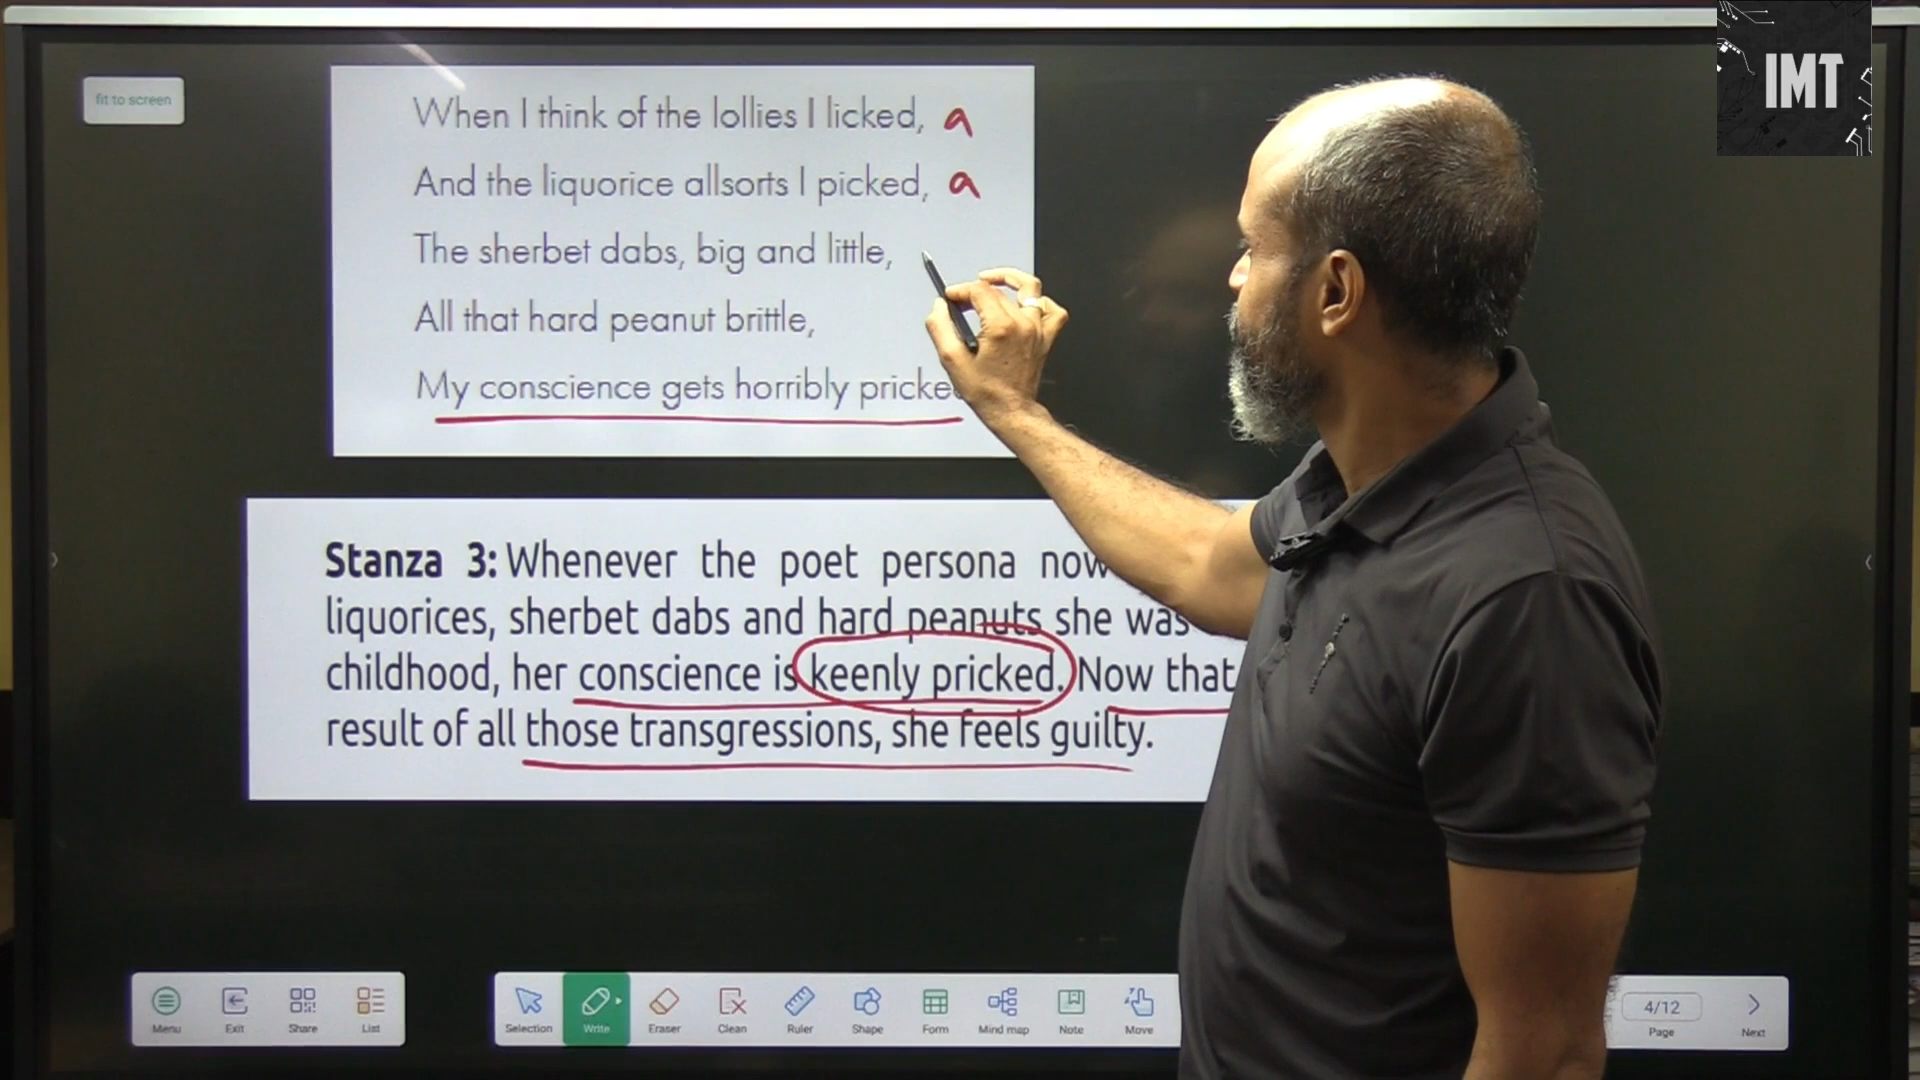 IMT
fit to screen
When I think of the lollies I licked, a
And the liquorice allsorts I picked, a
The sherbet dabs, big and little,
All that hard peanut brittle,
My conscience gets horribly
Stanza 3: Whenever the poet persona now
liquorices, sherbet dabs and hard peanuts she was
childhood, her conscience is keenly pricked. Now that
result of all those transgressions, she feels guilty.
Menu Exit Share List Selection Write Eraser Clean Ruler Shape Form Mind map Note Move 4/12 Page Next